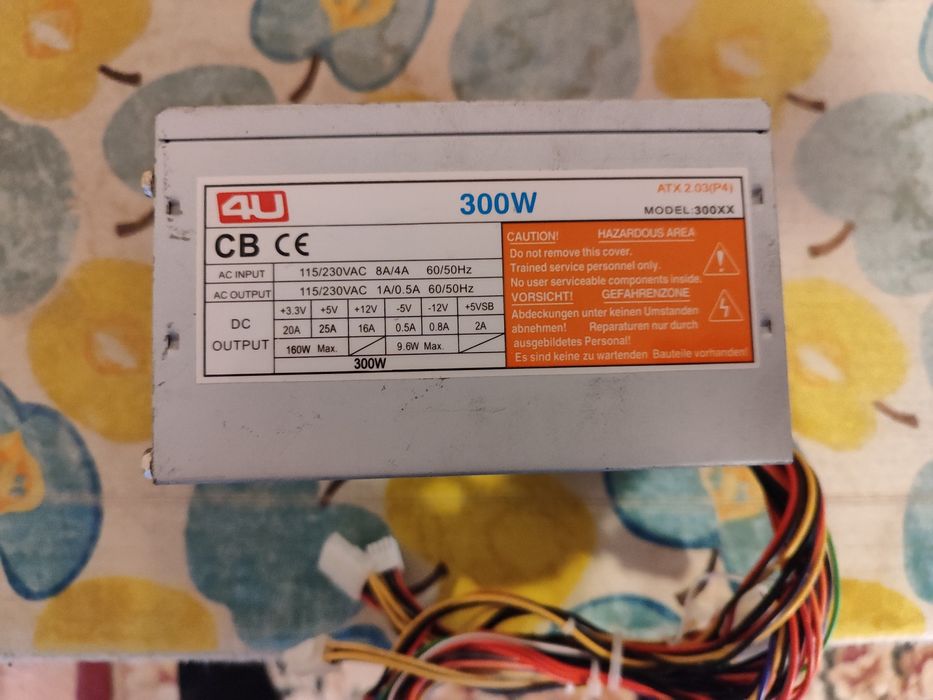 4U 300W ATX 2.03(P4)
MODEL:300XX
CB CE
AC INPUT 115/230VAC 8A/4A 60/50Hz
AC OUTPUT 115/230VAC 1A/0.5A 60/50Hz
DC OUTPUT
+3.3V +5V +12V -5V -12V +5VSB
20A 25A 16A 0.5A 0.8A 2A
160W Max. 9.6W Max.
300W
CAUTION! HAZARDOUS AREA
Do not remove this cover.
Trained service personnel only.
No user serviceable components inside.
VORSICHT! GEFAHRENZONE
Abdeckungen unter keinen Umstanden
abnehmen! Reparaturen nur durch
ausgebildetes Personal!
Es sind keine zu wartenden Bauteile vorhanden!